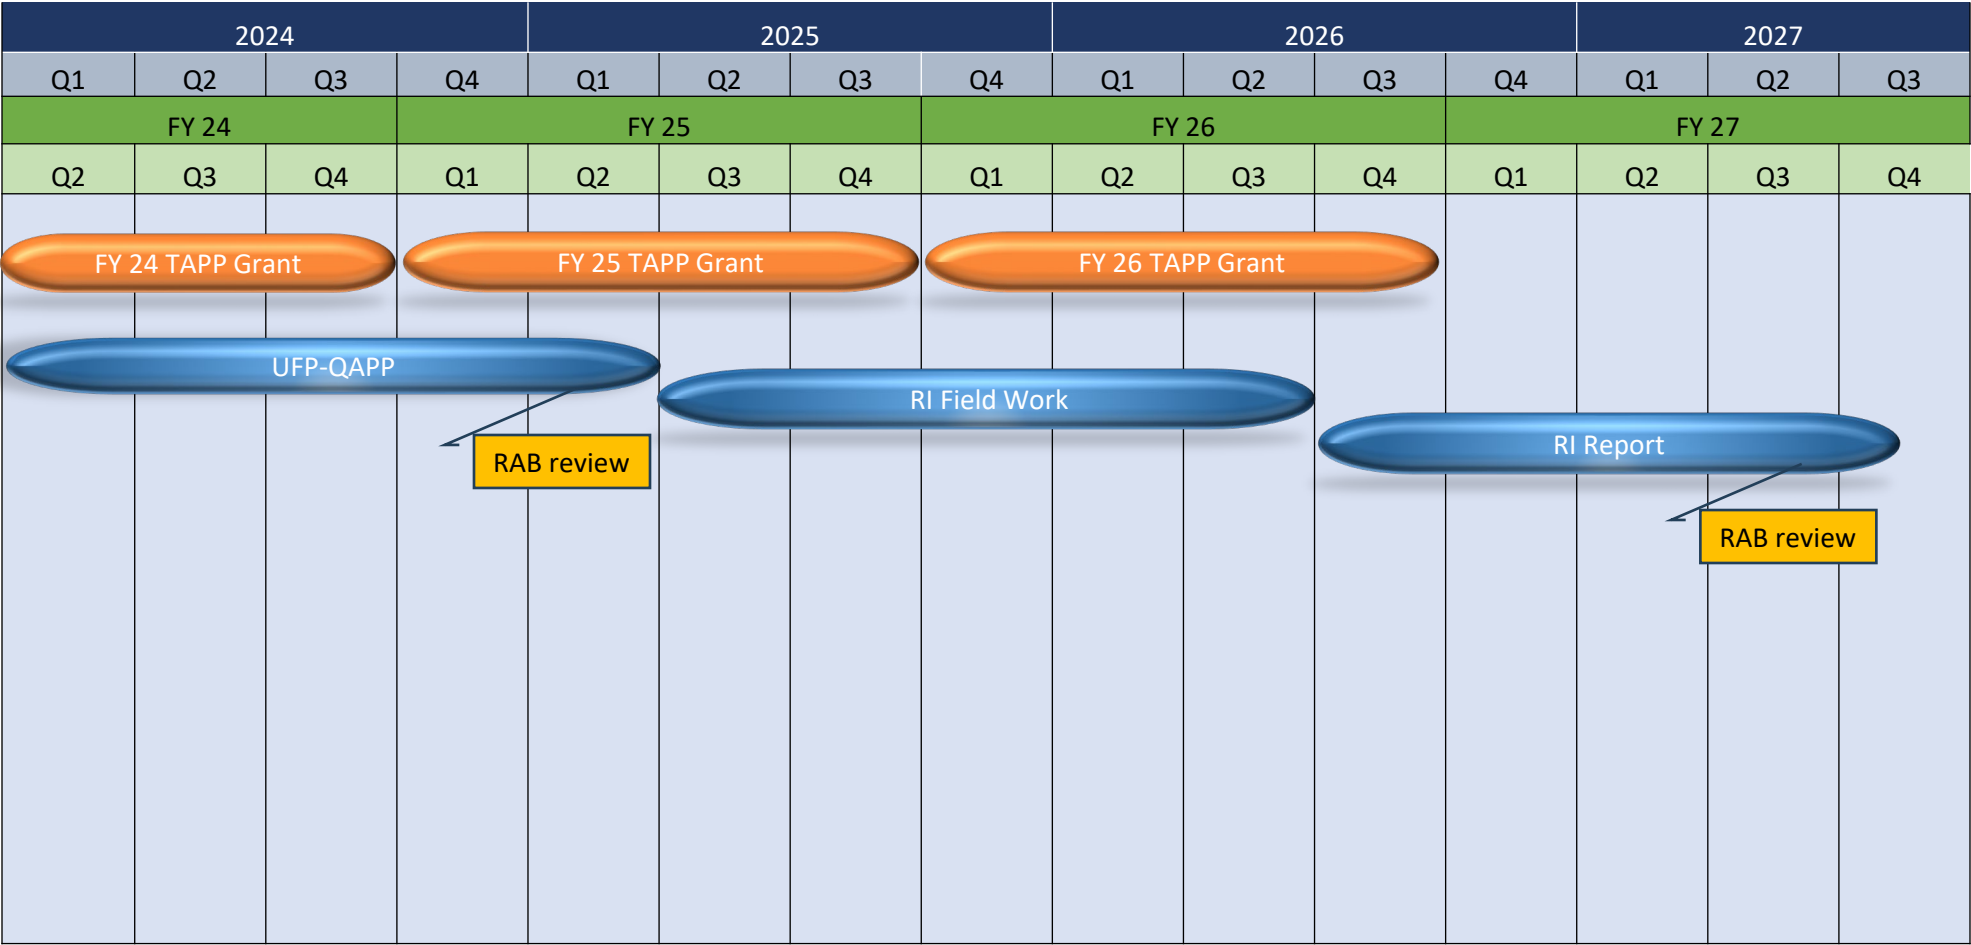 2024 2025 2026 2027
Q1 Q2 Q3 Q4 Q1 Q2 Q3 Q4 Q1 Q2 Q3 Q4 Q1 Q2 Q3
FY 24 FY 25 FY 26 FY 27
Q2 Q3 Q4 Q1 Q2 Q3 Q4 Q1 Q2 Q3 Q4 Q1 Q2 Q3 Q4
FY 24 TAPP Grant FY 25 TAPP Grant FY 26 TAPP Grant
UFP-QAPP
RI Field Work
RI Report
RAB review
RAB review